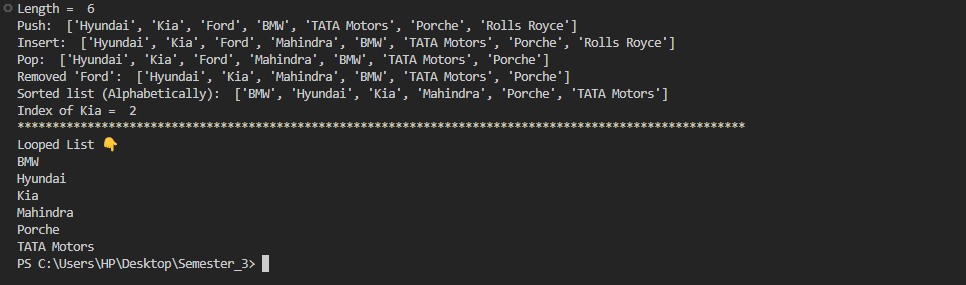 Length =  6
Push:  ['Hyundai', 'Kia', 'Ford', 'BMW', 'TATA Motors', 'Porche', 'Rolls Royce']
Insert:  ['Hyundai', 'Kia', 'Ford', 'Mahindra', 'BMW', 'TATA Motors', 'Porche', 'Rolls Royce']
Pop:  ['Hyundai', 'Kia', 'Ford', 'Mahindra', 'BMW', 'TATA Motors', 'Porche']
Removed 'Ford':  ['Hyundai', 'Kia', 'Mahindra', 'BMW', 'TATA Motors', 'Porche']
Sorted list (Alphabetically):  ['BMW', 'Hyundai', 'Kia', 'Mahindra', 'Porche', 'TATA Motors']
Index of Kia =  2
********************************************************************************************************
Looped List 👇
BMW
Hyundai
Kia
Mahindra
Porche
TATA Motors
PS C:\Users\HP\Desktop\Semester_3>